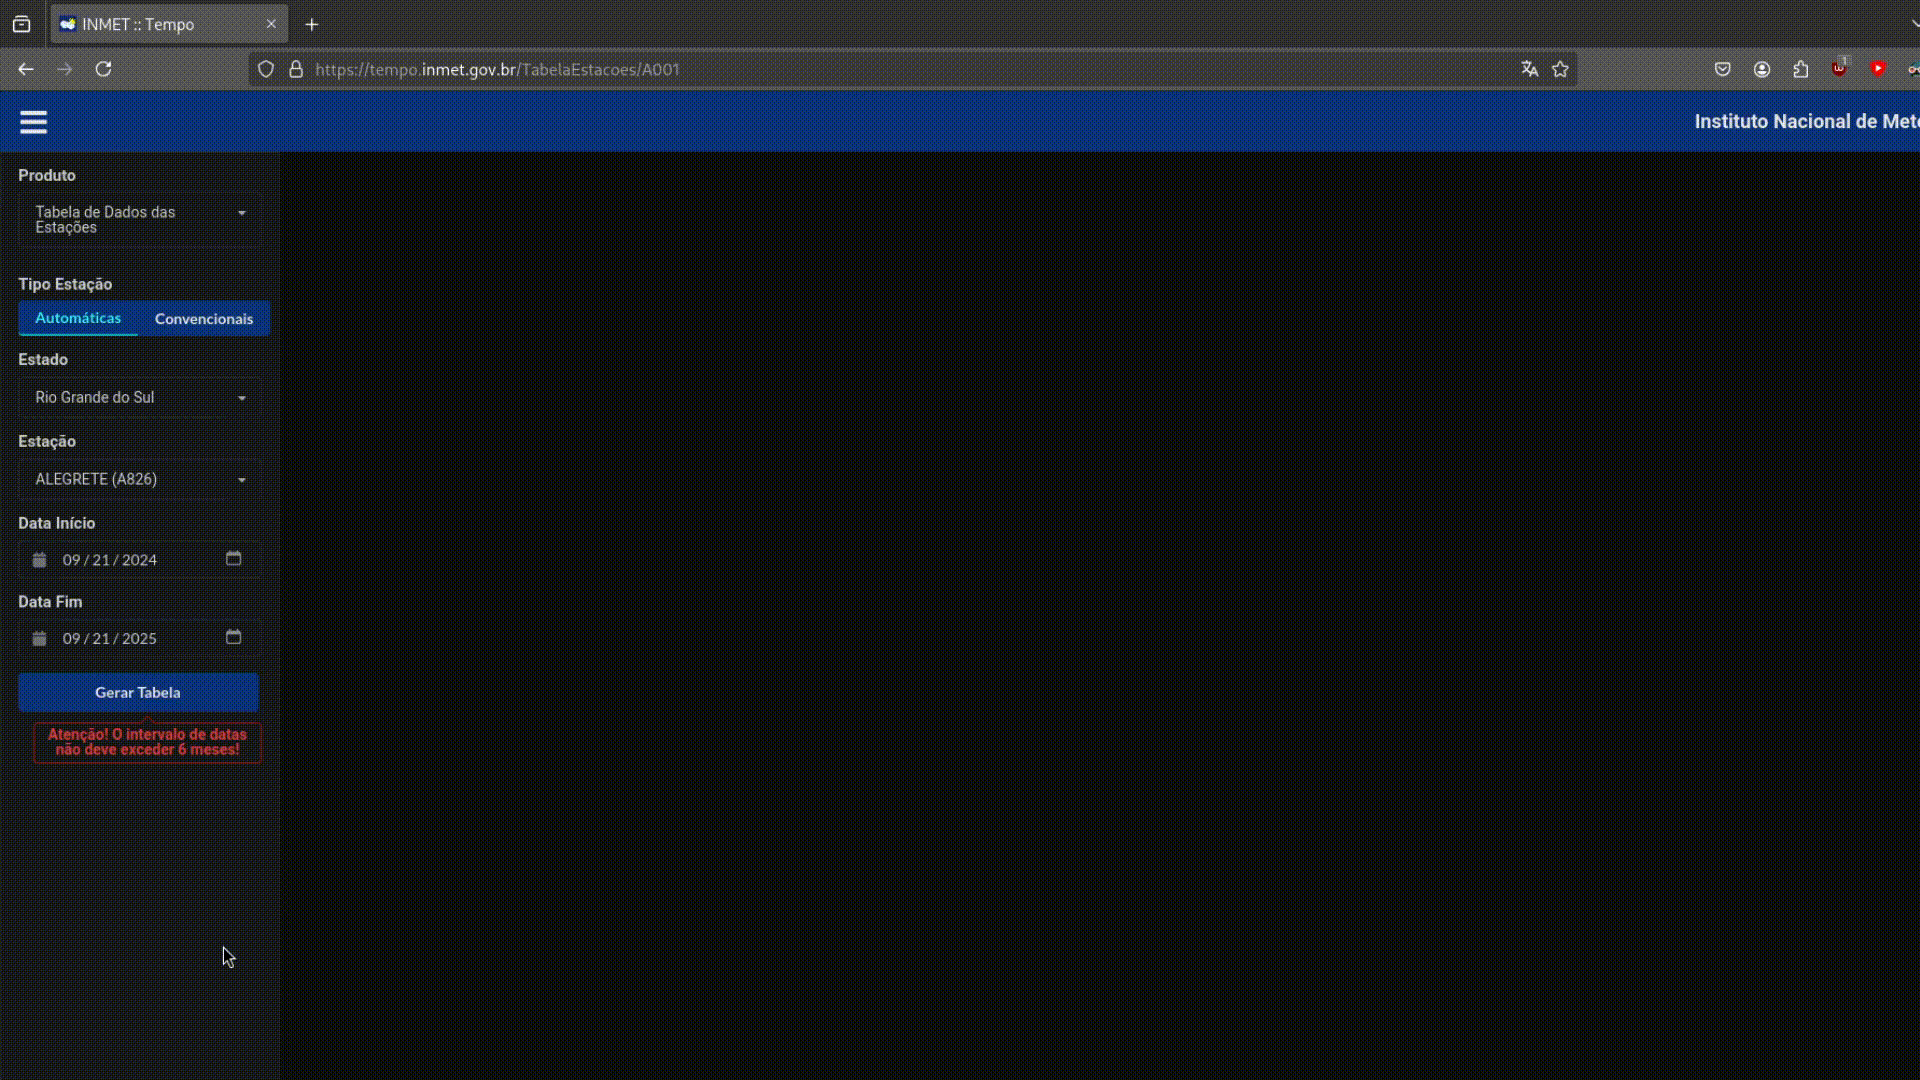 INMET :: Tempo
https://tempo.inmet.gov.br/TabelaEstacoes/A001
1
Instituto Nacional de Mete
Produto
Tabela de Dados das
Estações
Tipo Estação
Automáticas Convencionais
Estado
Rio Grande do Sul
Estação
ALEGRETE (A826)
Data Início
09 / 21 / 2024
Data Fim
09 / 21 / 2025
Gerar Tabela
Atenção! O intervalo de datas
não deve exceder 6 meses!